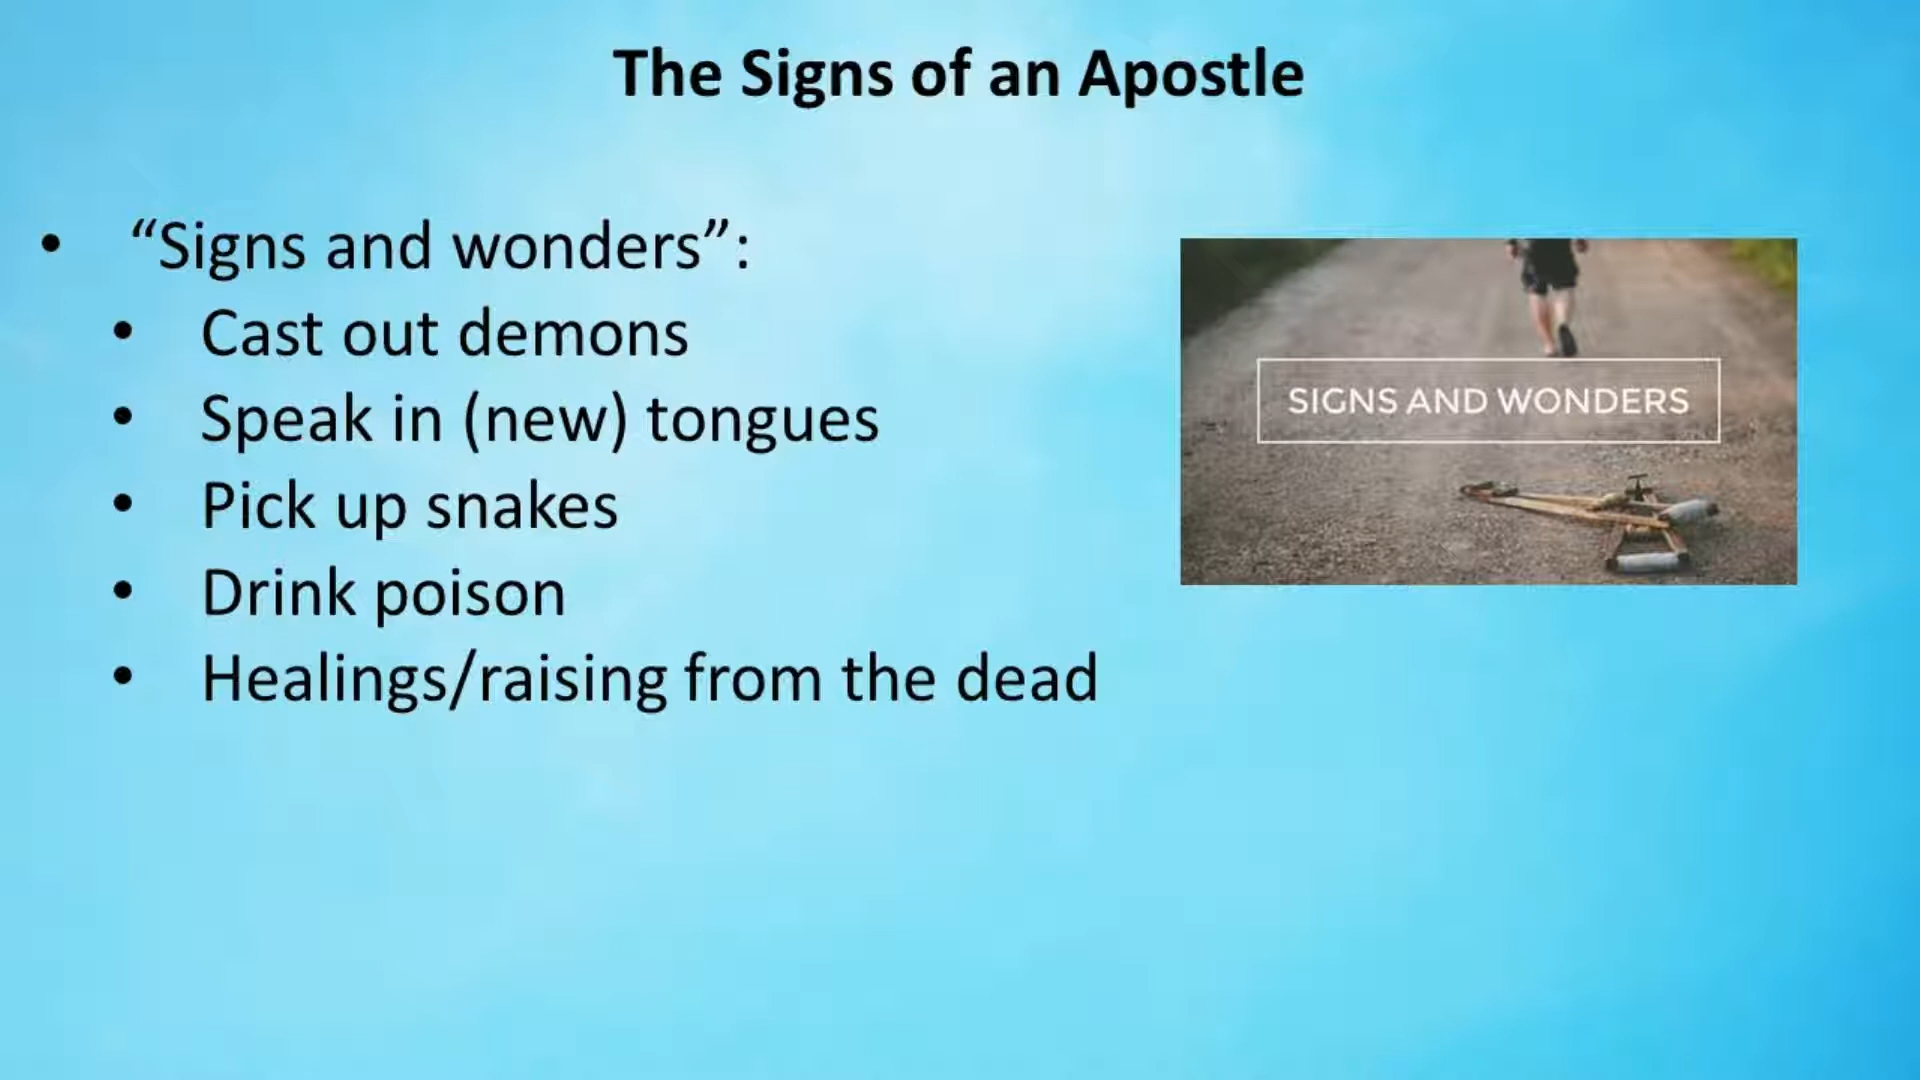 The Signs of an Apostle
• “Signs and wonders”:
• Cast out demons
• Speak in (new) tongues
• Pick up snakes
• Drink poison
• Healings/raising from the dead
SIGNS AND WONDERS